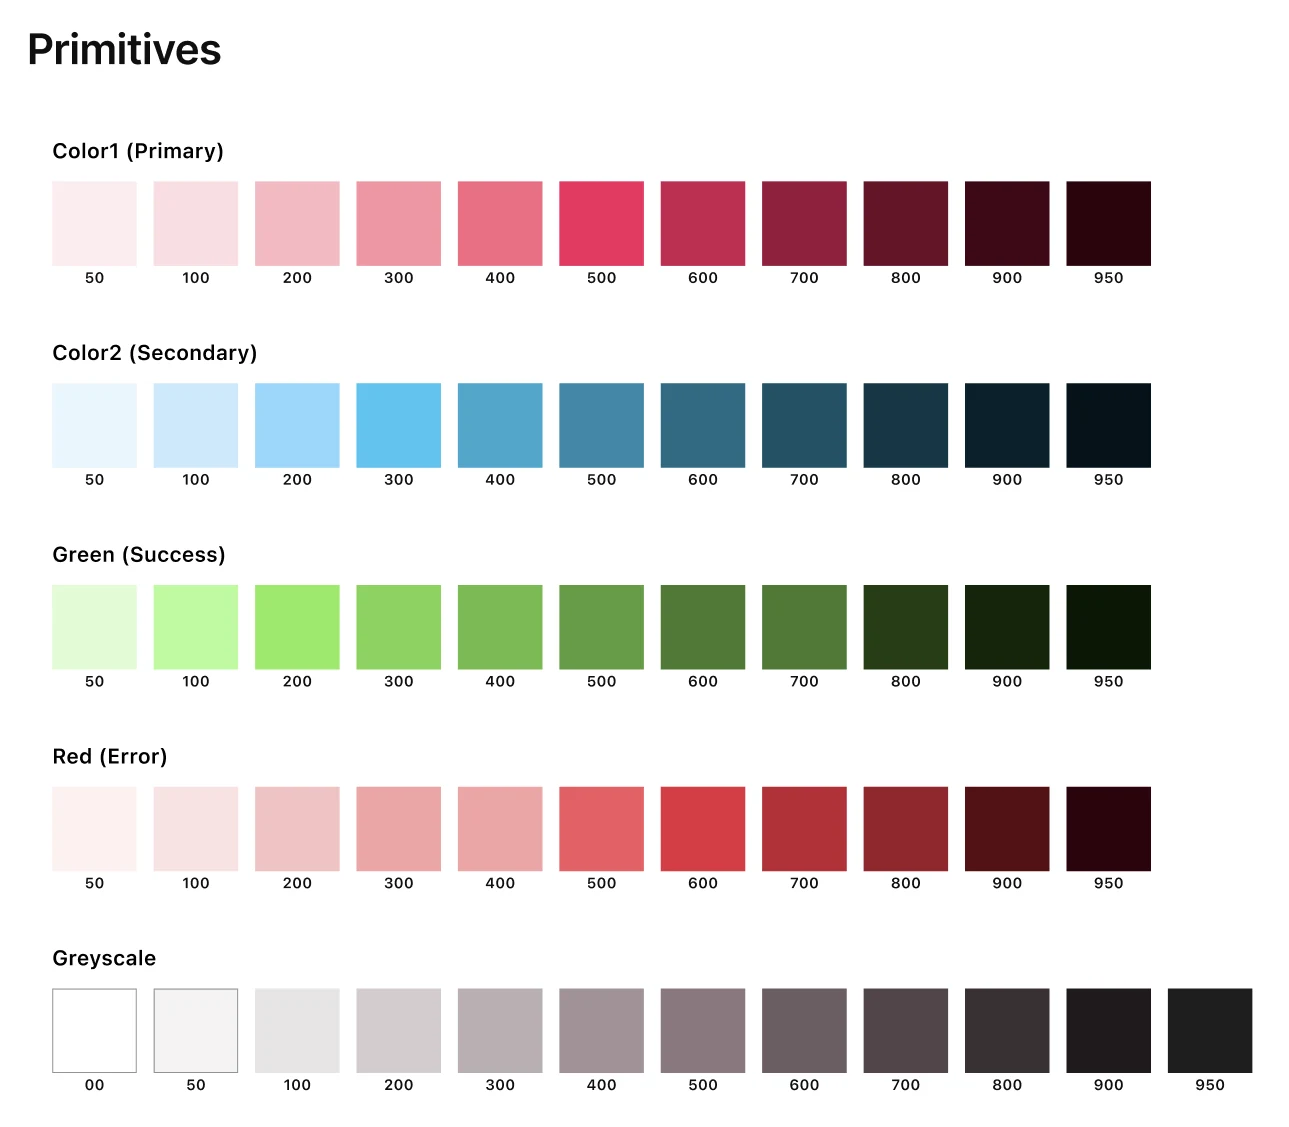 Primitives
Color1 (Primary)
50 100 200 300 400 500 600 700 800 900 950
Color2 (Secondary)
50 100 200 300 400 500 600 700 800 900 950
Green (Success)
50 100 200 300 400 500 600 700 800 900 950
Red (Error)
50 100 200 300 400 500 600 700 800 900 950
Greyscale
00 50 100 200 300 400 500 600 700 800 900 950